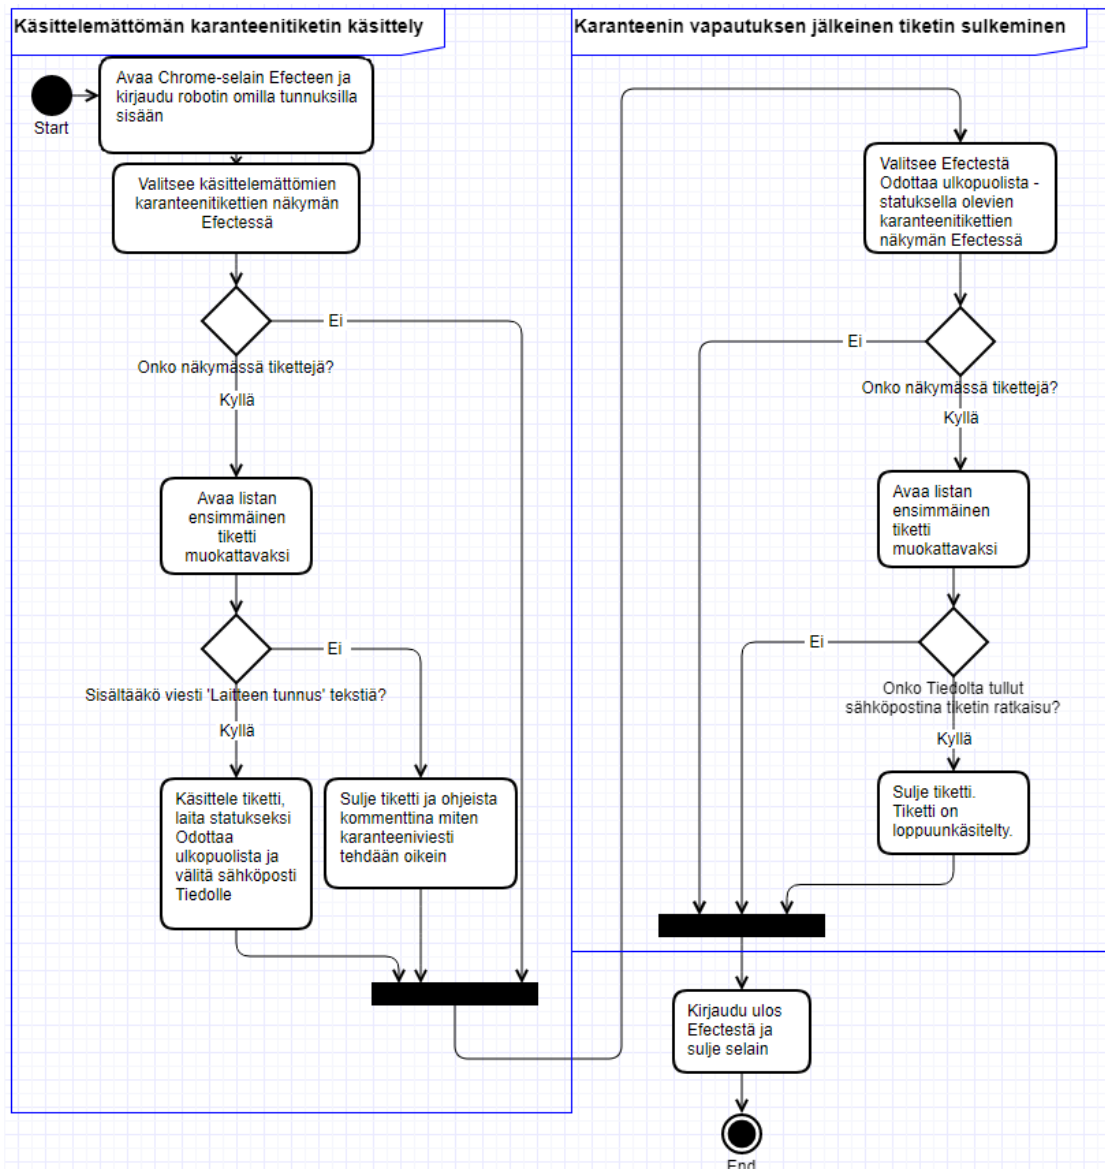 Käsittelemättömän karanteenitiketin käsittely
Start
Avaa Chrome-selain Efecteen ja
kirjaudu robotin omilla tunnuksilla
sisään
Valitsee käsittelemättömien
karanteenitikettien näkymän
Efectessä
Ei
Onko näkymässä tikettejä?
Kyllä
Avaa listan
ensimmäinen
tiketti
muokattavaksi
Ei
Sisältääkö viesti 'Laitteen tunnus' tekstiä?
Kyllä
Käsittele tiketti,
laita statukseksi
Odottaa
ulkopuolista ja
välitä sähköposti
Tiedolle
Sulje tiketti ja ohjeista
kommenttina miten
karanteeniviesti
tehdään oikein
Karanteenin vapautuksen jälkeinen tiketin sulkeminen
Valitsee Efectestä
Odottaa ulkopuolista -
statuksella olevien
karanteenitikettien
näkymän Efectessä
Ei
Onko näkymässä tikettejä?
Kyllä
Avaa listan
ensimmäinen
tiketti
muokattavaksi
Ei
Onko Tiedolta tullut
sähköpostina tiketin ratkaisu?
Kyllä
Sulje tiketti.
Tiketti on
loppuunkäsitelty.
Kirjaudu ulos
Efectestä ja
sulje selain
End